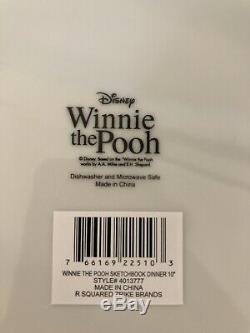 Disney
Winnie
the Pooh
© Disney. Based on the "Winnie the Pooh
works by A.A. Milne and E.H. Shepard
Dishwasher and Microwave Safe
Made in China
7 66169 22510 3
WINNIE THE POOH SKETCHBOOK DINNER 10"
STYLE# 4013777
MADE IN CHINA
R SQUARED ZRIKE BRANDS
ebay